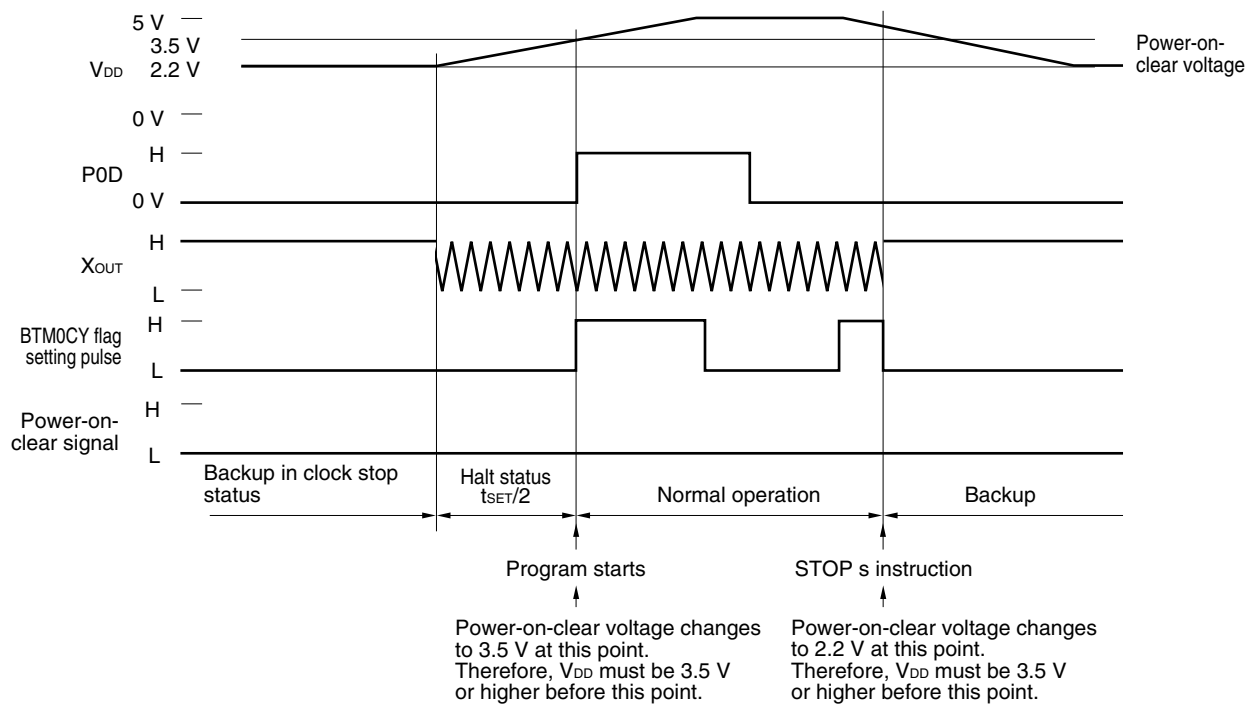 5 V
3.5 V
VDD 2.2 V
Power-on-
clear voltage
0 V
H
P0D
0 V
H
XOUT
L
H
BTM0CY flag
setting pulse
L
H
Power-on-
clear signal
L
Backup in clock stop
status
Halt status
tSET/2
Normal operation
Backup
Program starts
STOP s instruction
Power-on-clear voltage changes
to 3.5 V at this point.
Therefore, VDD must be 3.5 V
or higher before this point.
Power-on-clear voltage changes
to 2.2 V at this point.
Therefore, VDD must be 3.5 V
or higher before this point.